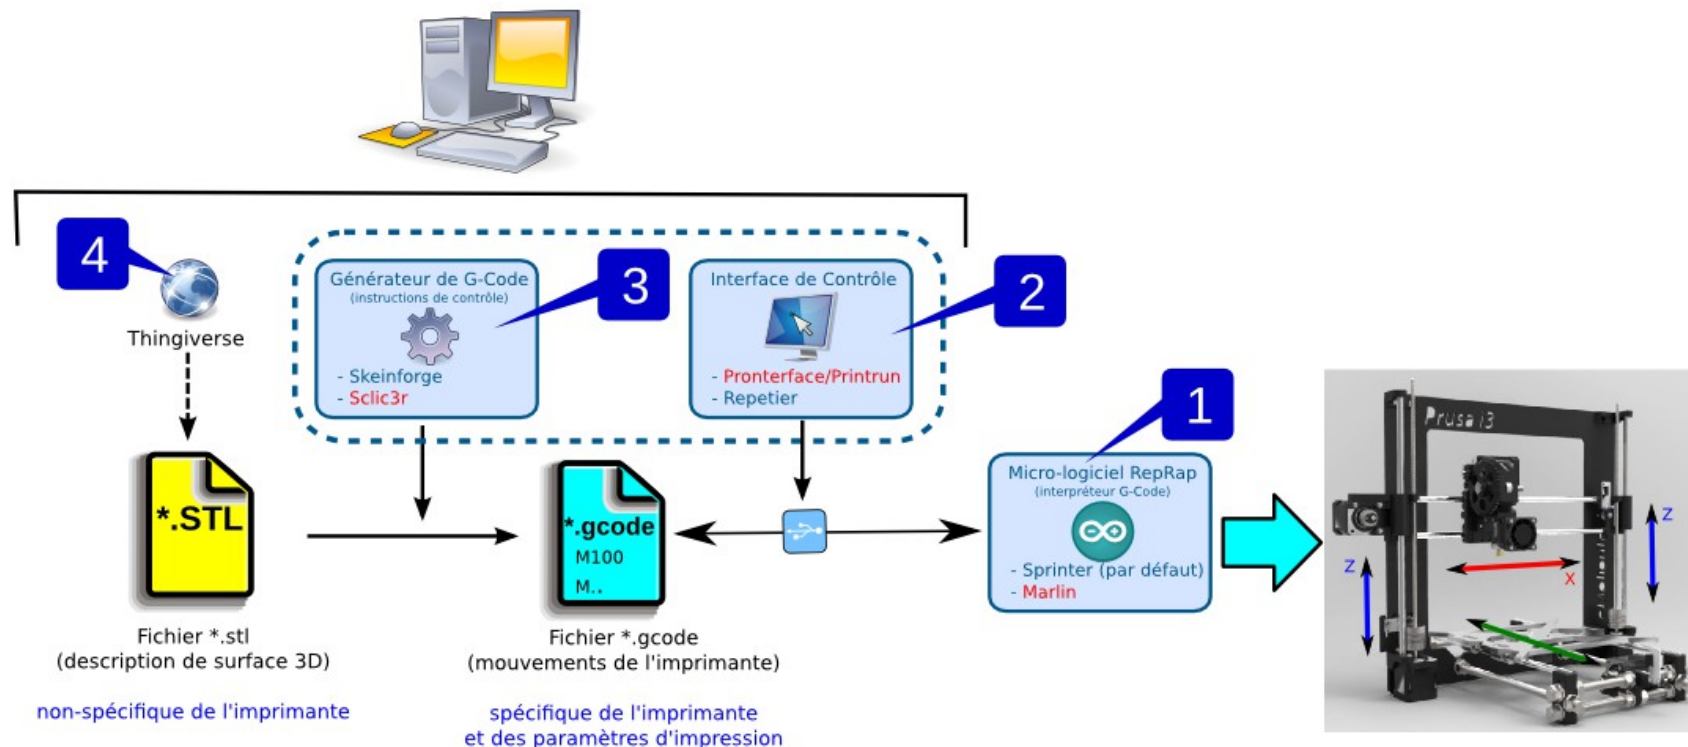 4
Thingiverse
Générateur de G-Code
(instructions de contrôle)
- Skeinforge
- Sclic3r
3
Interface de Contrôle
- Pronterface/Printrun
- Repetier
2
1
*.STL
Fichier *.stl
(description de surface 3D)
non-spécifique de l'imprimante
*.gcode
M100
M..
Fichier *.gcode
(mouvements de l'imprimante)
spécifique de l'imprimante
et des paramètres d'impression
Micro-logiciel RepRap
(interpréteur G-Code)
- Sprinter (par défaut)
- Marlin
Prusa i3
Z
X
Z